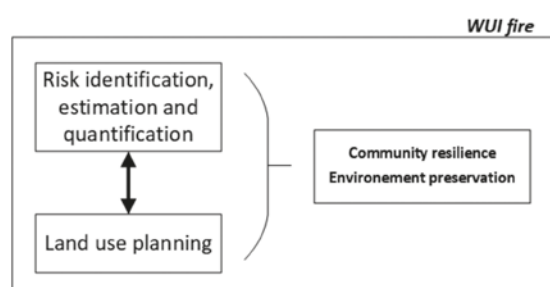 WUI fire
Risk identification,
estimation and
quantification
Community resilience
Environement preservation
Land use planning